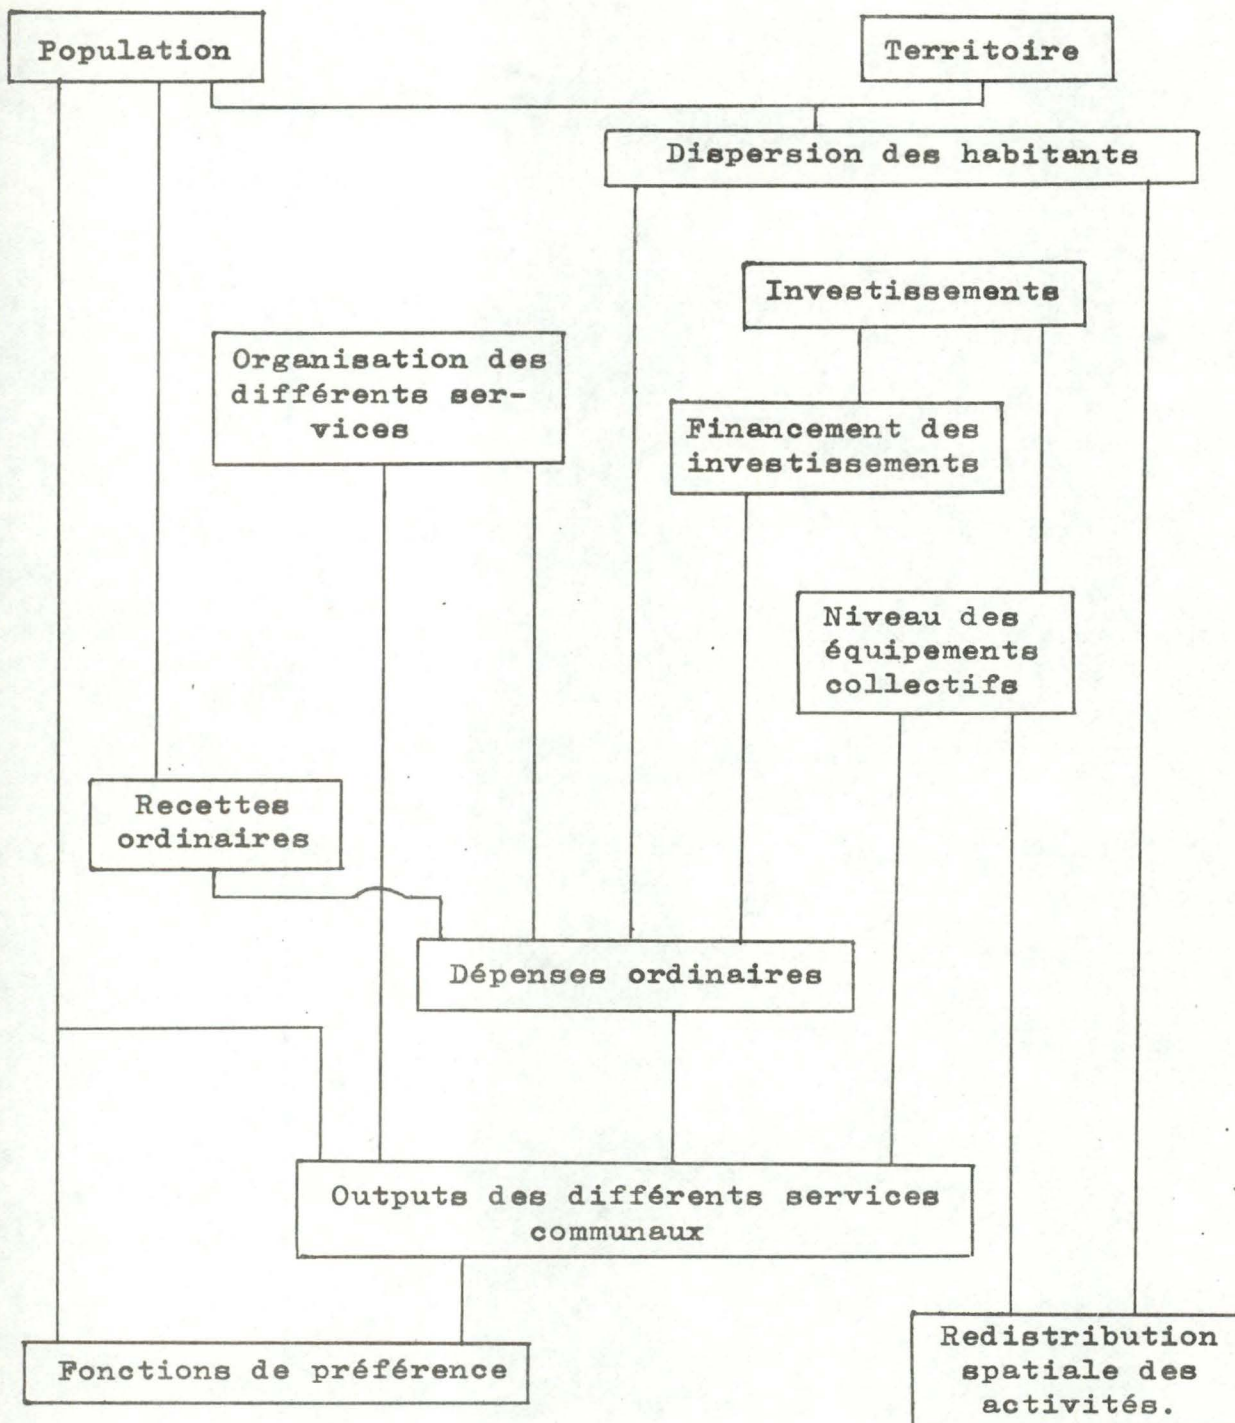 Population
Territoire
Dispersion des habitants
Investissements
Organisation des
différents ser-
vices
Financement des
investissements
Niveau des
équipements
collectifs
Recettes
ordinaires
Dépenses ordinaires
Outputs des différents services
communaux
Fonctions de préférence
Redistribution
spatiale des
activités.